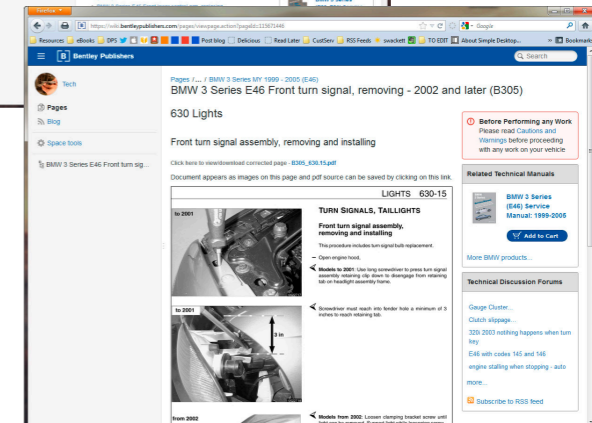 Firefox
https://wiki.bentleypublishers.com/pages/viewpage.action?pageId=123671446
Google
Resources eBooks DPS Post blog Delicious Read Later CustServ RSS Feeds swackett TO EDIT About Simple Desktop... Bookmarks
B Bentley Publishers
Search
Tech
Pages
Blog
Space tools
BMW 3 Series E46 Front turn sig...
Pages /... / BMW 3 Series MY 1999 - 2005 (E46)
BMW 3 Series E46 Front turn signal, removing - 2002 and later (B305)
630 Lights
Front turn signal assembly, removing and installing
Click here to view/download corrected page - B305_630.15.pdf
Document appears as images on this page and pdf source can be saved by clicking on this link.
LIGHTS 630-15
to 2001
TURN SIGNALS, TAILLIGHTS
Front turn signal assembly,
removing and installing
This procedure includes turn signal bulb replacement.
– Open engine hood.
Models to 2001: Use long screwdriver to press turn signal
assembly retaining clip down to disengage from retaining
tab on headlight assembly frame.
to 2001
3 in
Screwdriver must reach into fender hole a minimum of 3
inches to reach retaining tab.
from 2002
Models from 2002: Loosen clamping bracket screw until
Before Performing any Work
Please read Cautions and
Warnings before proceeding
with any work on your vehicle
Related Technical Manuals
BMW 3 Series
(E46) Service
Manual: 1999-2005
Add to Cart
More BMW products...
Technical Discussion Forums
Gauge Cluster...
Clutch slippage...
320i 2003 notihing happens when turn
key
E46 with codes 145 and 146
engine stalling when stopping - auto
more...
Subscribe to RSS feed